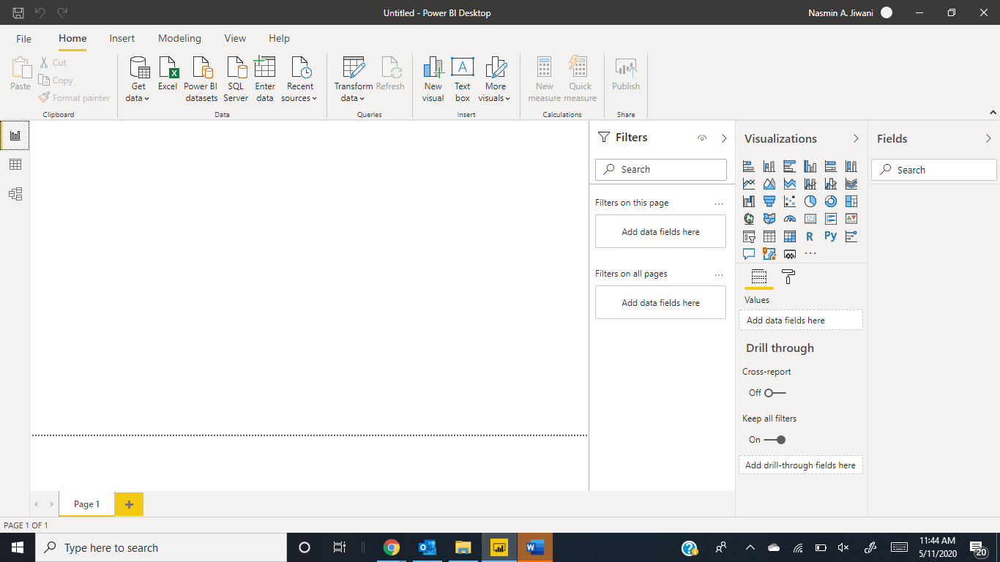 Untitled - Power BI Desktop
Nasmin A. Jiwani
File Home Insert Modeling View Help
Paste
Cut
Copy
Format painter
Clipboard
Get data
Excel
Power BI datasets
SQL Server
Enter data
Recent sources
Data
Transform data
Refresh
Queries
New visual
Text box
More visuals
Insert
New measure
Quick measure
Calculations
Publish
Share
Filters
Search
Filters on this page ...
Add data fields here
Filters on all pages ...
Add data fields here
Visualizations
123
R
Py
...
Values
Add data fields here
Drill through
Cross-report
Off
Keep all filters
On
Add drill-through fields here
Fields
Search
Page 1
PAGE 1 OF 1
Type here to search
11:44 AM
5/11/2020
20